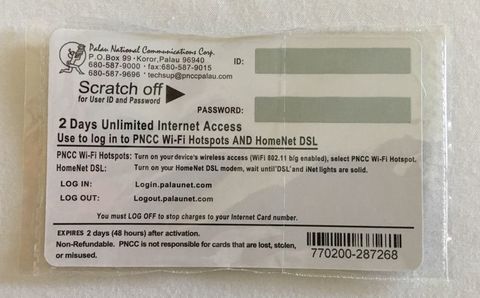 Palau National Communications Corp.
P.O.Box 99 · Koror, Palau 96940
680-587-9000 · fax:680-587-9015
680-587-9696 · techsup@pnccpalau.com
ID:
Scratch off
for User ID and Password
PASSWORD:
2 Days Unlimited Internet Access
Use to log in to PNCC Wi-Fi Hotspots AND HomeNet DSL
PNCC Wi-Fi Hotspots: Turn on your device's wireless access (WiFi 802.11 b/g enabled), select PNCC Wi-Fi Hotspot.
HomeNet DSL: Turn on your HomeNet DSL modem, wait until 'DSL' and iNet lights are solid.
LOG IN: Login.palaunet.com
LOG OUT: Logout.palaunet.com
You must LOG OFF to stop charges to your Internet Card number.
EXPIRES 2 days (48 hours) after activation.
Non-Refundable. PNCC is not responsible for cards that are lost, stolen,
or misused.
770200-287268